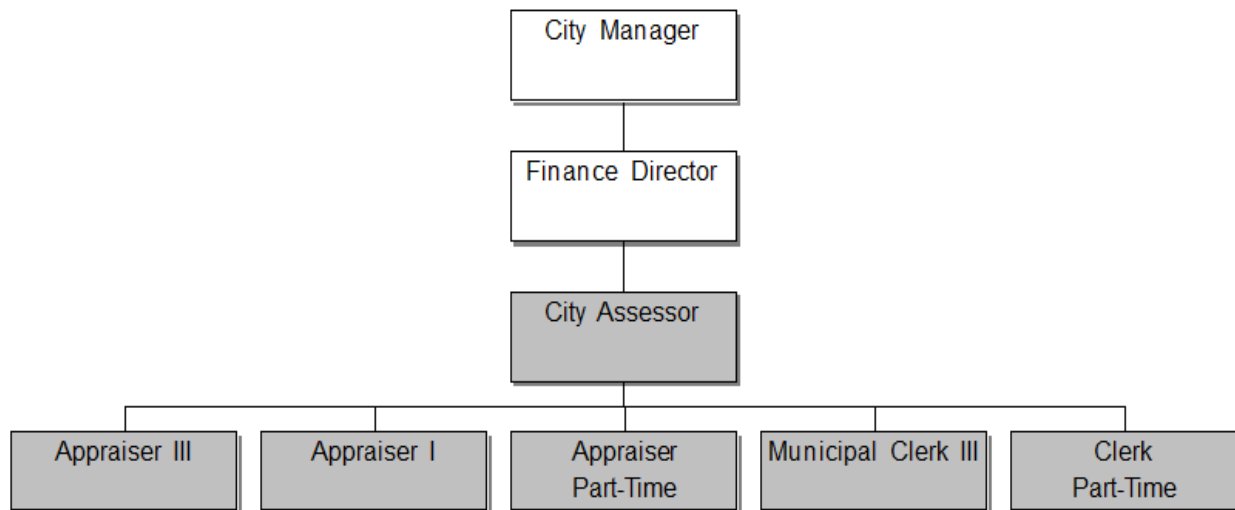 City Manager
Finance Director
City Assessor
Appraiser III
Appraiser I
Appraiser
Part-Time
Municipal Clerk III
Clerk
Part-Time